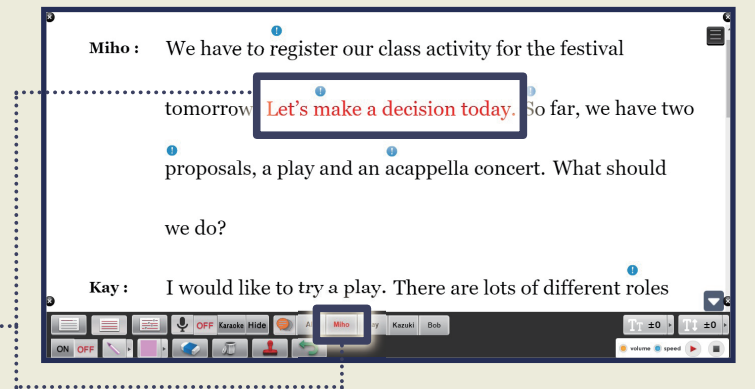 Miho : We have to register our class activity for the festival
tomorrow. Let's make a decision today. So far, we have two
proposals, a play and an acappella concert. What should
we do?
Kay : I would like to try a play. There are lots of different roles
OFF Karaoke Hide Miho Kazuki Bob TT ±0 TT ±0
ON OFF volume speed